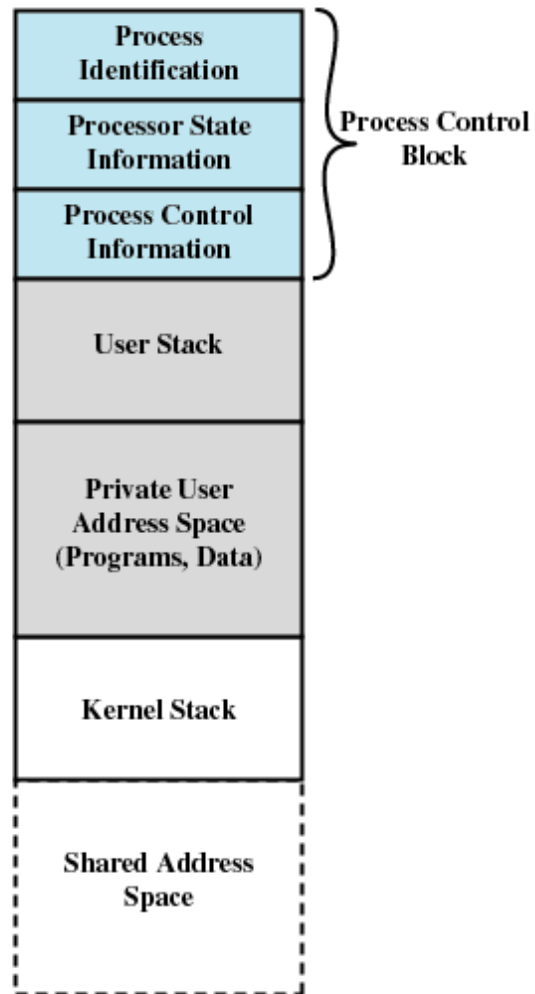 Process
Identification
Processor State
Information
Process Control
Information
Process Control
Block
User Stack
Private User
Address Space
(Programs, Data)
Kernel Stack
Shared Address
Space